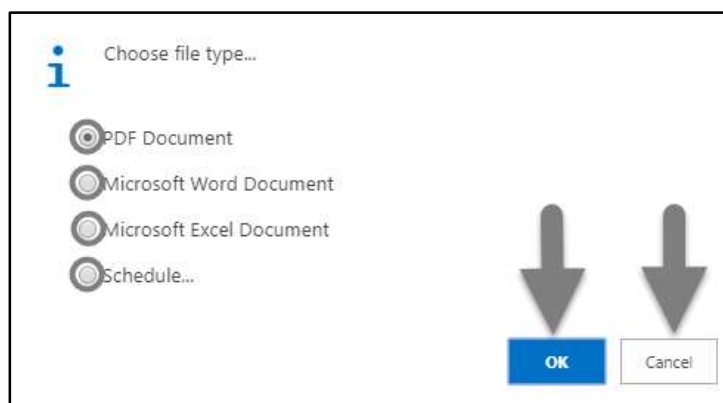 Choose file type...
PDF Document
Microsoft Word Document
Microsoft Excel Document
Schedule...
OK Cancel